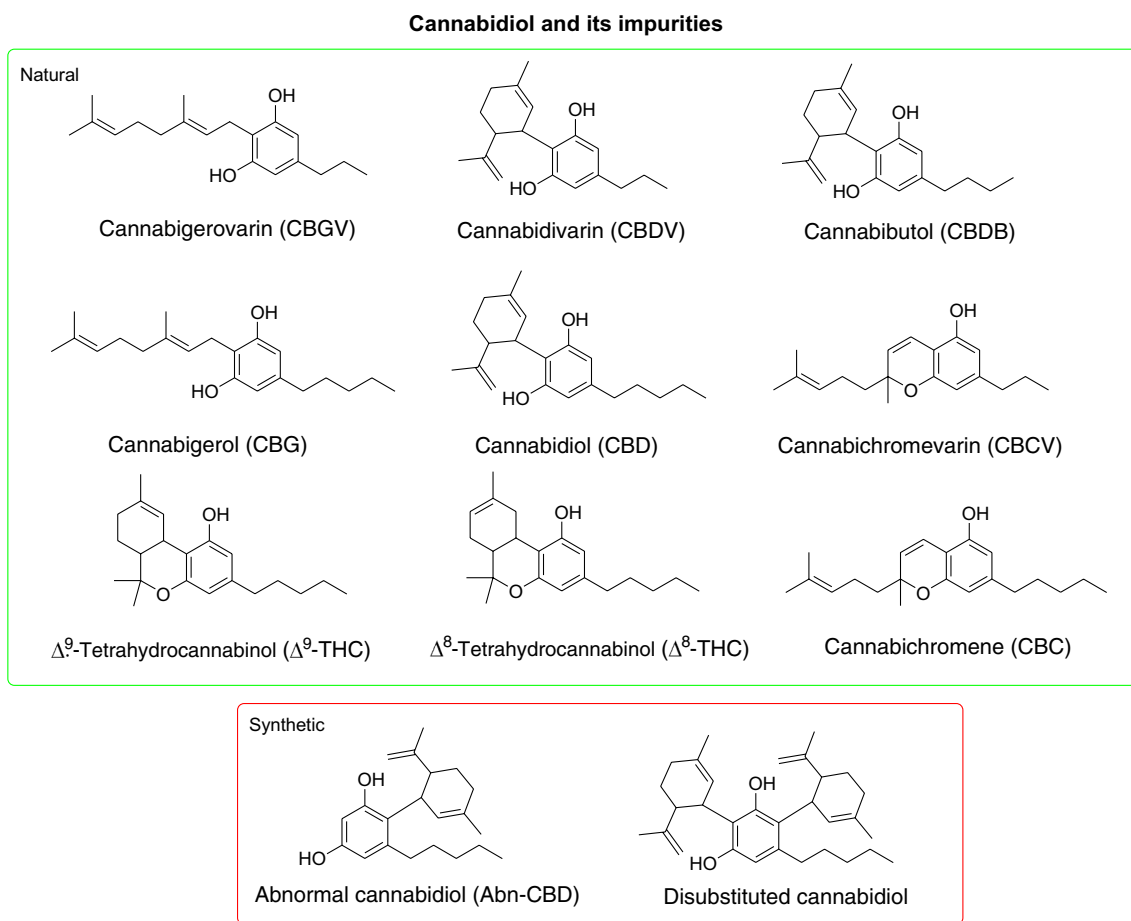 Cannabidiol and its impurities
Natural
OH
HO
Cannabigerovarin (CBGV)
OH
HO
Cannabidivarin (CBDV)
OH
HO
Cannabibutol (CBDB)
OH
HO
Cannabigerol (CBG)
OH
HO
Cannabidiol (CBD)
OH
O
Cannabichromevarin (CBCV)
OH
O
Δ⁹-Tetrahydrocannabinol (Δ⁹-THC)
OH
O
Δ⁸-Tetrahydrocannabinol (Δ⁸-THC)
OH
O
Cannabichromene (CBC)
Synthetic
OH
HO
Abnormal cannabidiol (Abn-CBD)
OH
HO
Disubstituted cannabidiol